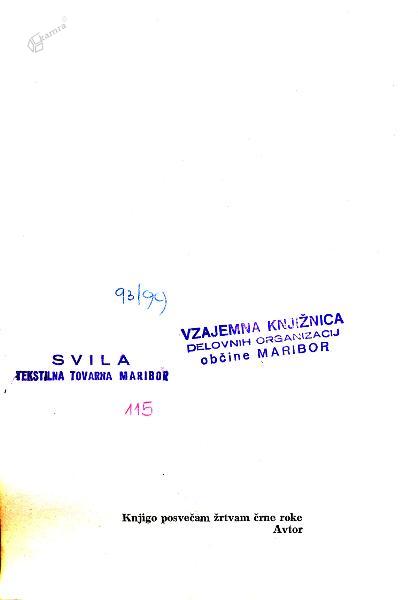 kamra
93/99
VZAJEMNA KNJIŽNICA
DELOVNIH ORGANIZACIJ
občine MARIBOR
SVILA
TEKSTILNA TOVARNA MARIBOR
115
Knjigo posvečam žrtvam črne roke
Avtor